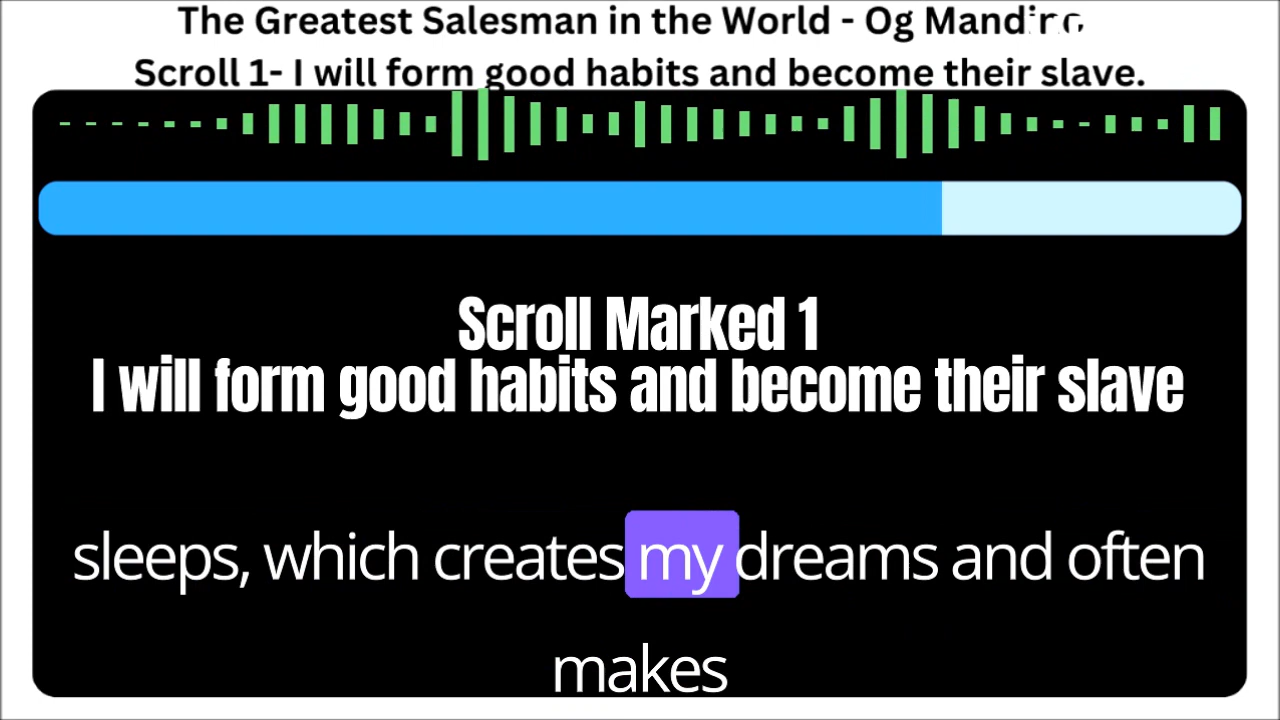 The Greatest Salesman in the World - Og
Scroll 1- I will form good habits and become their slave.
Scroll Marked 1
I will form good habits and become their slave
sleeps, which creates my dreams and often
makes